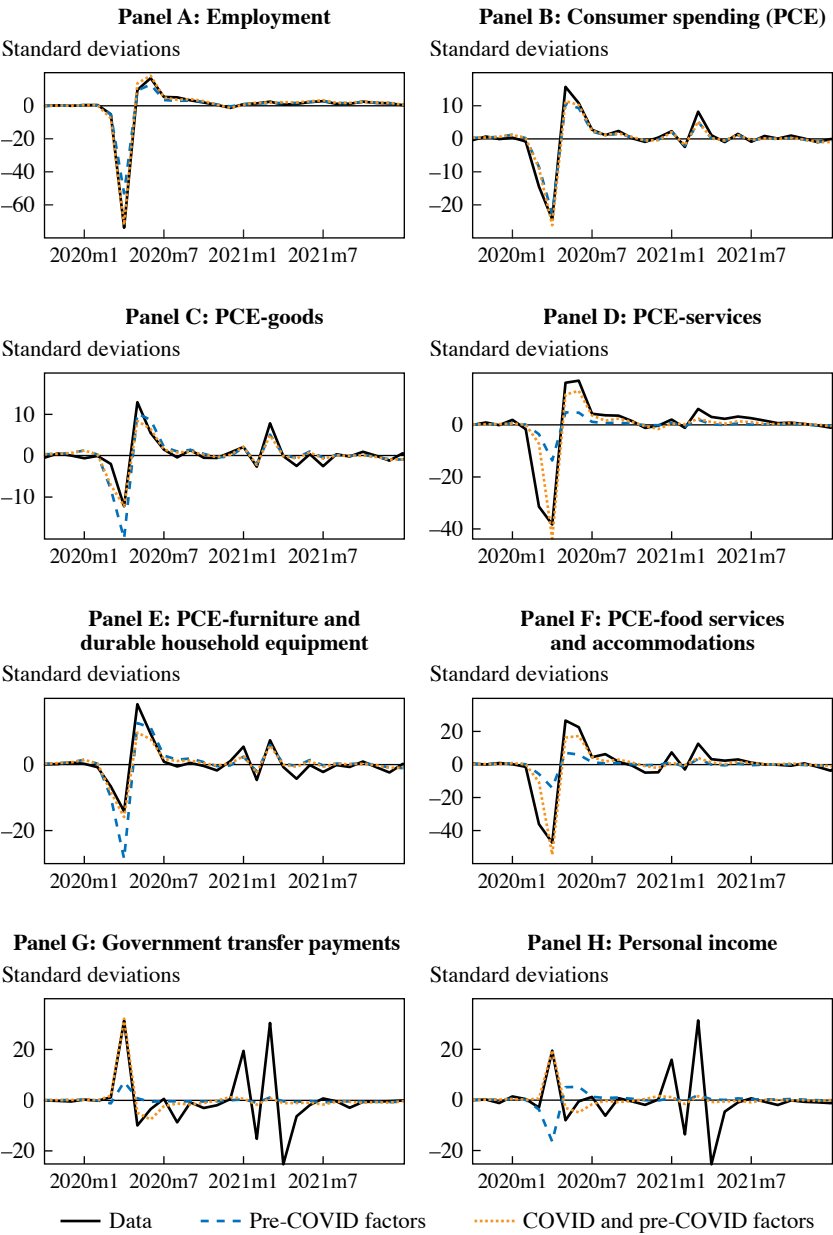 Panel A: Employment
Standard deviations
0
–20
–40
–60
2020m1 2020m7 2021m1 2021m7
Panel B: Consumer spending (PCE)
Standard deviations
10
0
–10
–20
2020m1 2020m7 2021m1 2021m7
Panel C: PCE-goods
Standard deviations
10
0
–10
2020m1 2020m7 2021m1 2021m7
Panel D: PCE-services
Standard deviations
0
–20
–40
2020m1 2020m7 2021m1 2021m7
Panel E: PCE-furniture and
durable household equipment
Standard deviations
0
–20
2020m1 2020m7 2021m1 2021m7
Panel F: PCE-food services
and accommodations
Standard deviations
20
0
–20
–40
2020m1 2020m7 2021m1 2021m7
Panel G: Government transfer payments
Standard deviations
20
0
–20
2020m1 2020m7 2021m1 2021m7
Panel H: Personal income
Standard deviations
20
0
–20
2020m1 2020m7 2021m1 2021m7
Data Pre-COVID factors COVID and pre-COVID factors